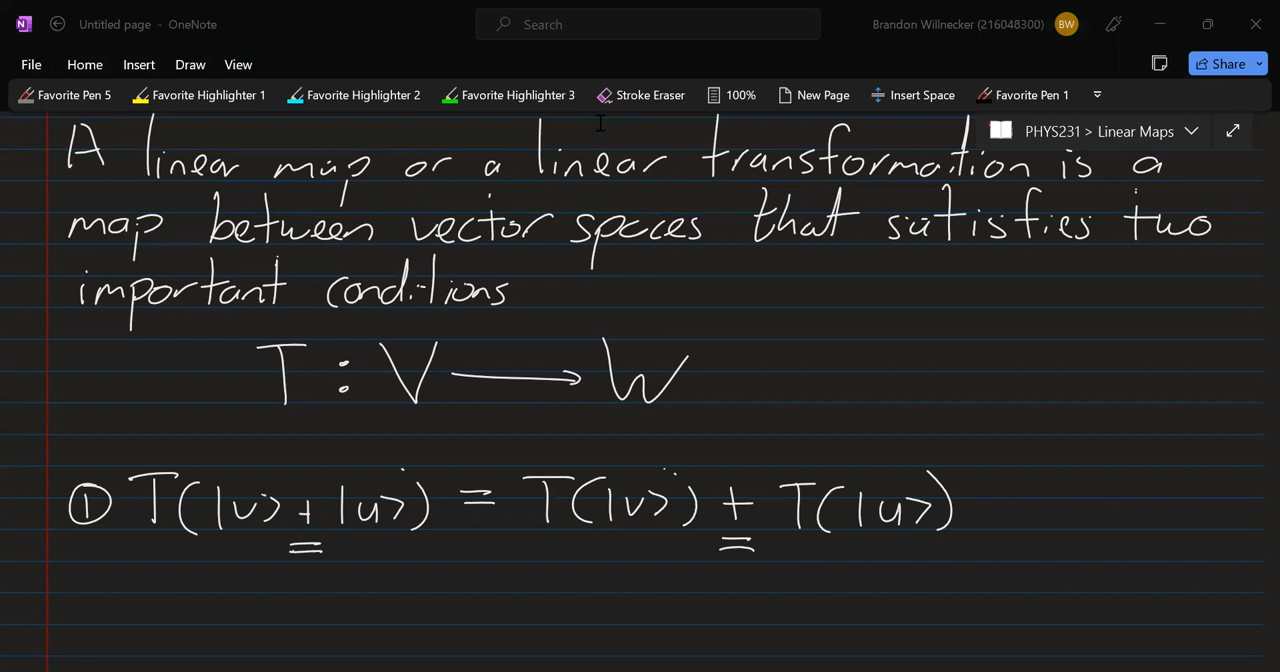 Untitled page - OneNote
Search
Brandon Willnecker (216048300) BW
File Home Insert Draw View
Share
Favorite Pen 5 Favorite Highlighter 1 Favorite Highlighter 2 Favorite Highlighter 3 Stroke Eraser 100% New Page Insert Space Favorite Pen 1
PHYS231 > Linear Maps
A linear map or a linear transformation is a
map between vector spaces that satisfies two
important conditions
T : V ⟶ W
① T(|v> + |u>) = T(|v>) + T(|u>)